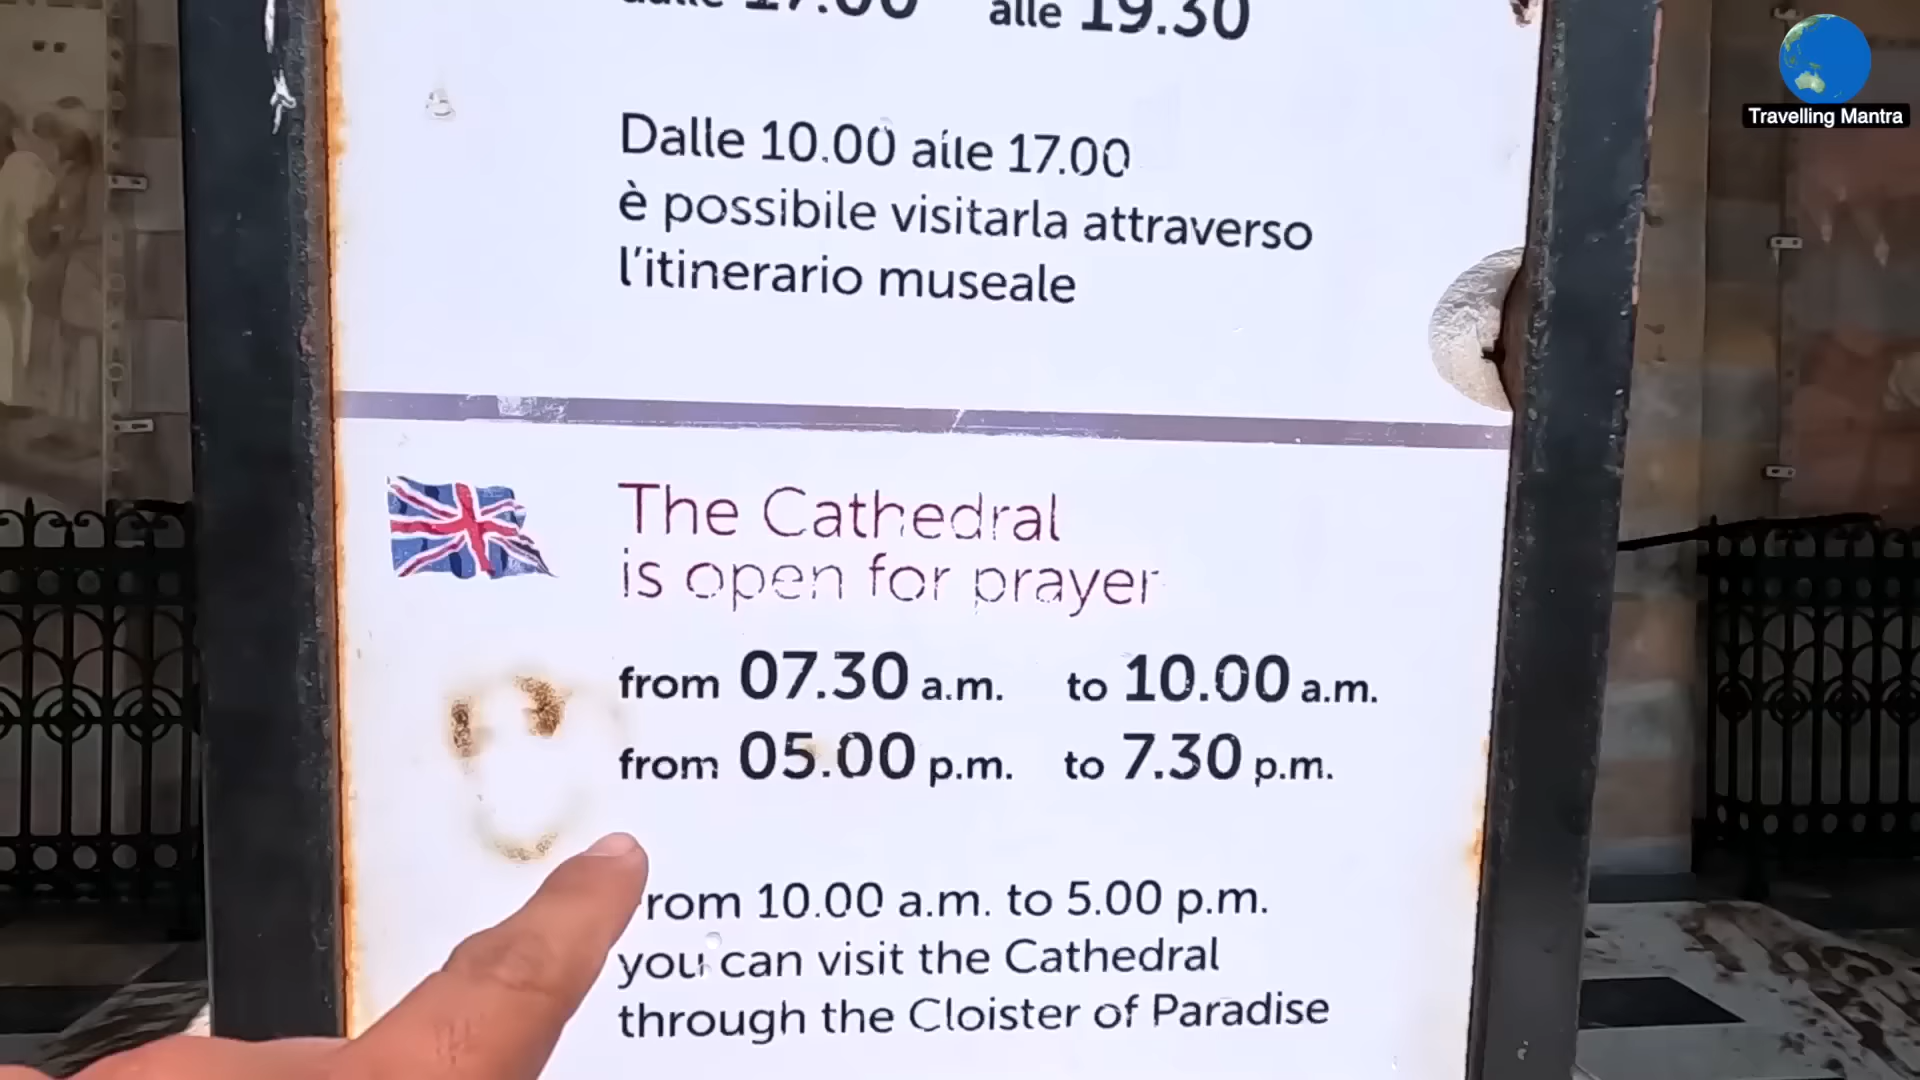 dalle 17.00 alle 19.30
Travelling Mantra
Dalle 10.00 alle 17.00
è possibile visitarla attraverso
l'itinerario museale
The Cathedral
is open for prayer
from 07.30 a.m. to 10.00 a.m.
from 05.00 p.m. to 7.30 p.m.
rom 10.00 a.m. to 5.00 p.m.
you can visit the Cathedral
through the Cloister of Paradise